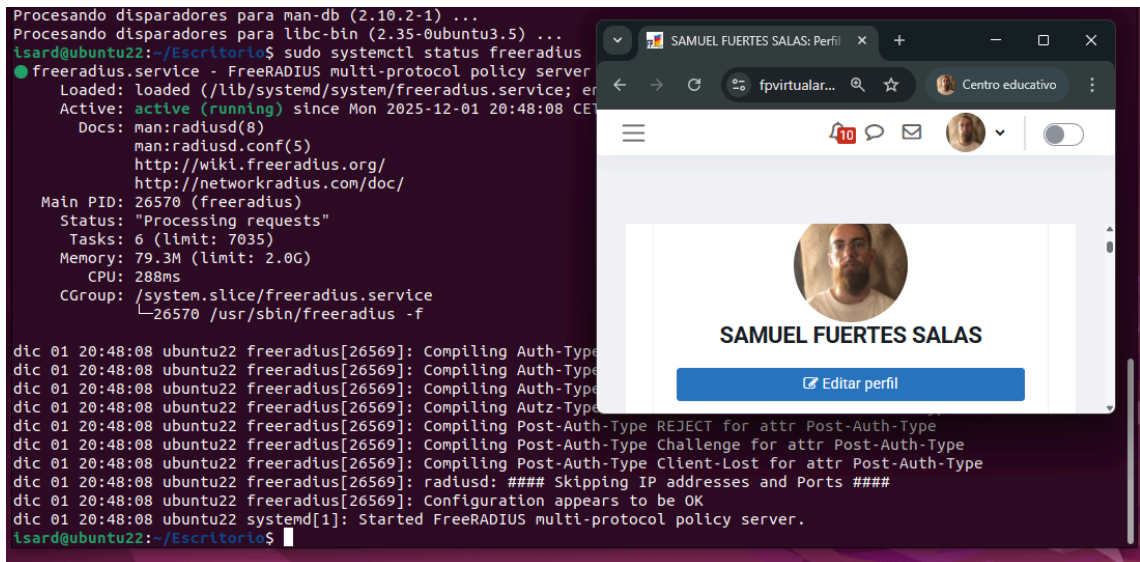 Procesando disparadores para man-db (2.10.2-1) ...
Procesando disparadores para libc-bin (2.35-0ubuntu3.5) ...
isard@ubuntu22:~/Escritorio$ sudo systemctl status freeradius
freeradius.service - FreeRADIUS multi-protocol policy server
Loaded: loaded (/lib/systemd/system/freeradius.service; en
Active: active (running) since Mon 2025-12-01 20:48:08 CET
Docs: man:radiusd(8)
man:radiusd.conf(5)
http://wiki.freeradius.org/
http://networkradius.com/doc/
Main PID: 26570 (freeradius)
Status: "Processing requests"
Tasks: 6 (limit: 7035)
Memory: 79.3M (limit: 2.0G)
CPU: 288ms
CGroup: /system.slice/freeradius.service
└─26570 /usr/sbin/freeradius -f
dic 01 20:48:08 ubuntu22 freeradius[26569]: Compiling Auth-Type
dic 01 20:48:08 ubuntu22 freeradius[26569]: Compiling Auth-Type
dic 01 20:48:08 ubuntu22 freeradius[26569]: Compiling Auth-Type
dic 01 20:48:08 ubuntu22 freeradius[26569]: Compiling Autz-Type
dic 01 20:48:08 ubuntu22 freeradius[26569]: Compiling Post-Auth-Type REJECT for attr Post-Auth-Type
dic 01 20:48:08 ubuntu22 freeradius[26569]: Compiling Post-Auth-Type Challenge for attr Post-Auth-Type
dic 01 20:48:08 ubuntu22 freeradius[26569]: Compiling Post-Auth-Type Client-Lost for attr Post-Auth-Type
dic 01 20:48:08 ubuntu22 freeradius[26569]: radiusd: #### Skipping IP addresses and Ports ####
dic 01 20:48:08 ubuntu22 freeradius[26569]: Configuration appears to be OK
dic 01 20:48:08 ubuntu22 systemd[1]: Started FreeRADIUS multi-protocol policy server.
isard@ubuntu22:~/Escritorio$
SAMUEL FUERTES SALAS: Perfil
fpvirtualar...
Centro educativo
10
SAMUEL FUERTES SALAS
Editar perfil